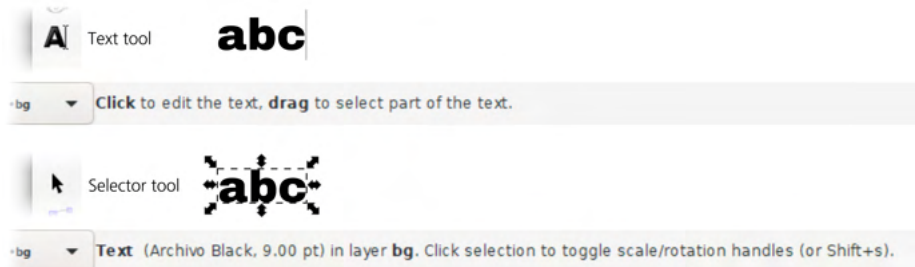 A Text tool abc
bg Click to edit the text, drag to select part of the text.
Selector tool abc
bg Text (Archivo Black, 9.00 pt) in layer bg. Click selection to toggle scale/rotation handles (or Shift+s).